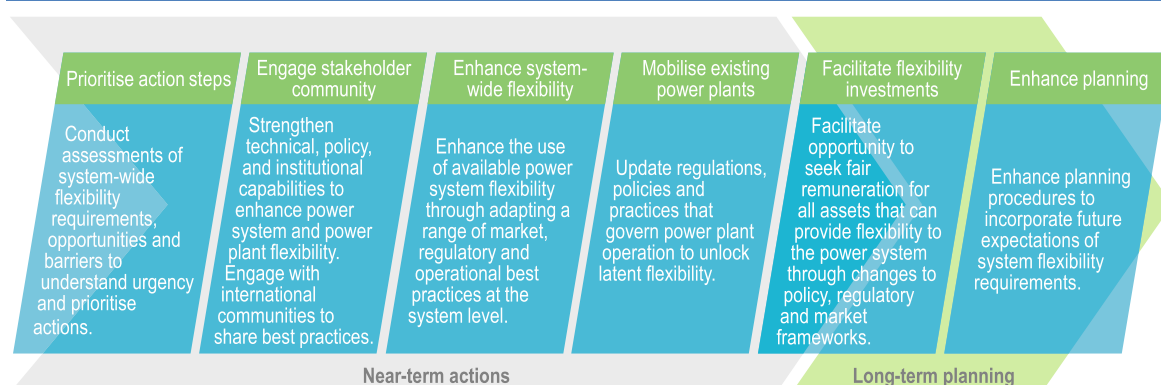 Prioritise action steps
Conduct
assessments of
system-wide
flexibility
requirements,
opportunities and
barriers to
understand urgency
and prioritise
actions.
Engage stakeholder
community
Strengthen
technical, policy,
and institutional
capabilities to
enhance power
system and power
plant flexibility.
Engage with
international
communities to
share best practices.
Enhance system-
wide flexibility
Enhance the use
of available power
system flexibility
through adapting a
range of market,
regulatory and
operational best
practices at the
system level.
Mobilise existing
power plants
Update regulations,
policies and
practices that
govern power plant
operation to unlock
latent flexibility.
Facilitate flexibility
investments
Facilitate
opportunity to
seek fair
remuneration for
all assets that can
provide flexibility to
the power system
through changes to
policy, regulatory
and market
frameworks.
Enhance planning
Enhance planning
procedures to
incorporate future
expectations of
system flexibility
requirements.
Near-term actions
Long-term planning